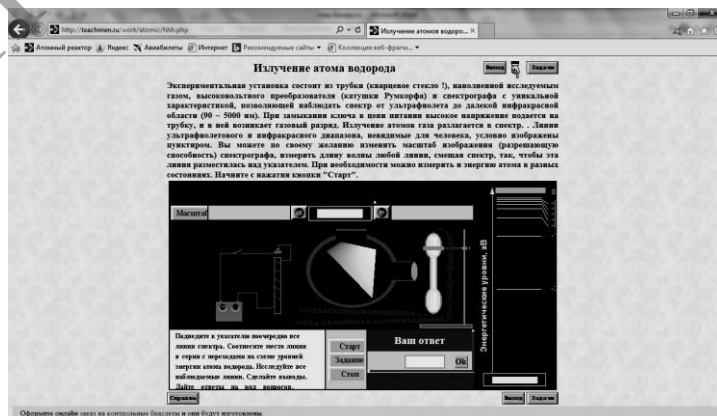 http://teachmen.ru/work/atomic/hhh.php
Излучение атомов водоро...
Атомный реактор Яндекс Авиабилеты Интернет Рекомендуемые сайты Коллекция веб-фрагм...
Излучение атома водорода
Выход Задачи
Экспериментальная установка состоит из трубки (кварцевое стекло !), наполненной исследуемым
газом, высоковольтного преобразователя (катушки Румкорфа) и спектрографа с уникальной
характеристикой, позволяющей наблюдать спектр от ультрафиолета до далекой инфракрасной
области (90 ~ 5000 нм). При замыкании ключа в цепи питания высокое напряжение подается на
трубку, и в ней возникает газовый разряд. Излучение атомов газа разлагается в спектр. . Линии
ультрафиолетового и инфракрасного диапазона, невидимые для человека, условно изображены
пунктиром. Вы можете по своему желанию изменить масштаб изображения (разрешающую
способность) спектрографа, измерить длину волны любой линии, смещая спектр, так, чтобы эта
линия разместилась над указателем. При необходимости можно измерить и энергию атома в разных
состояниях. Начните с нажатия кнопки "Старт".
Масштаб
Энергетические уровни, эВ
0
Подведите к указателю поочередно все
линии спектра. Соотнесите место линии
в серии с переходами на схеме уровней
энергии атома водорода. Исследуйте все
наблюдаемые линии. Сделайте выводы.
Дайте ответы на ряд вопросов.
Старт
Задание
Стоп
Ваш ответ
Ok
Справка
Выход Задачи
Оформите онлайн заказ на контрольные браслеты и они будут изготовлены.